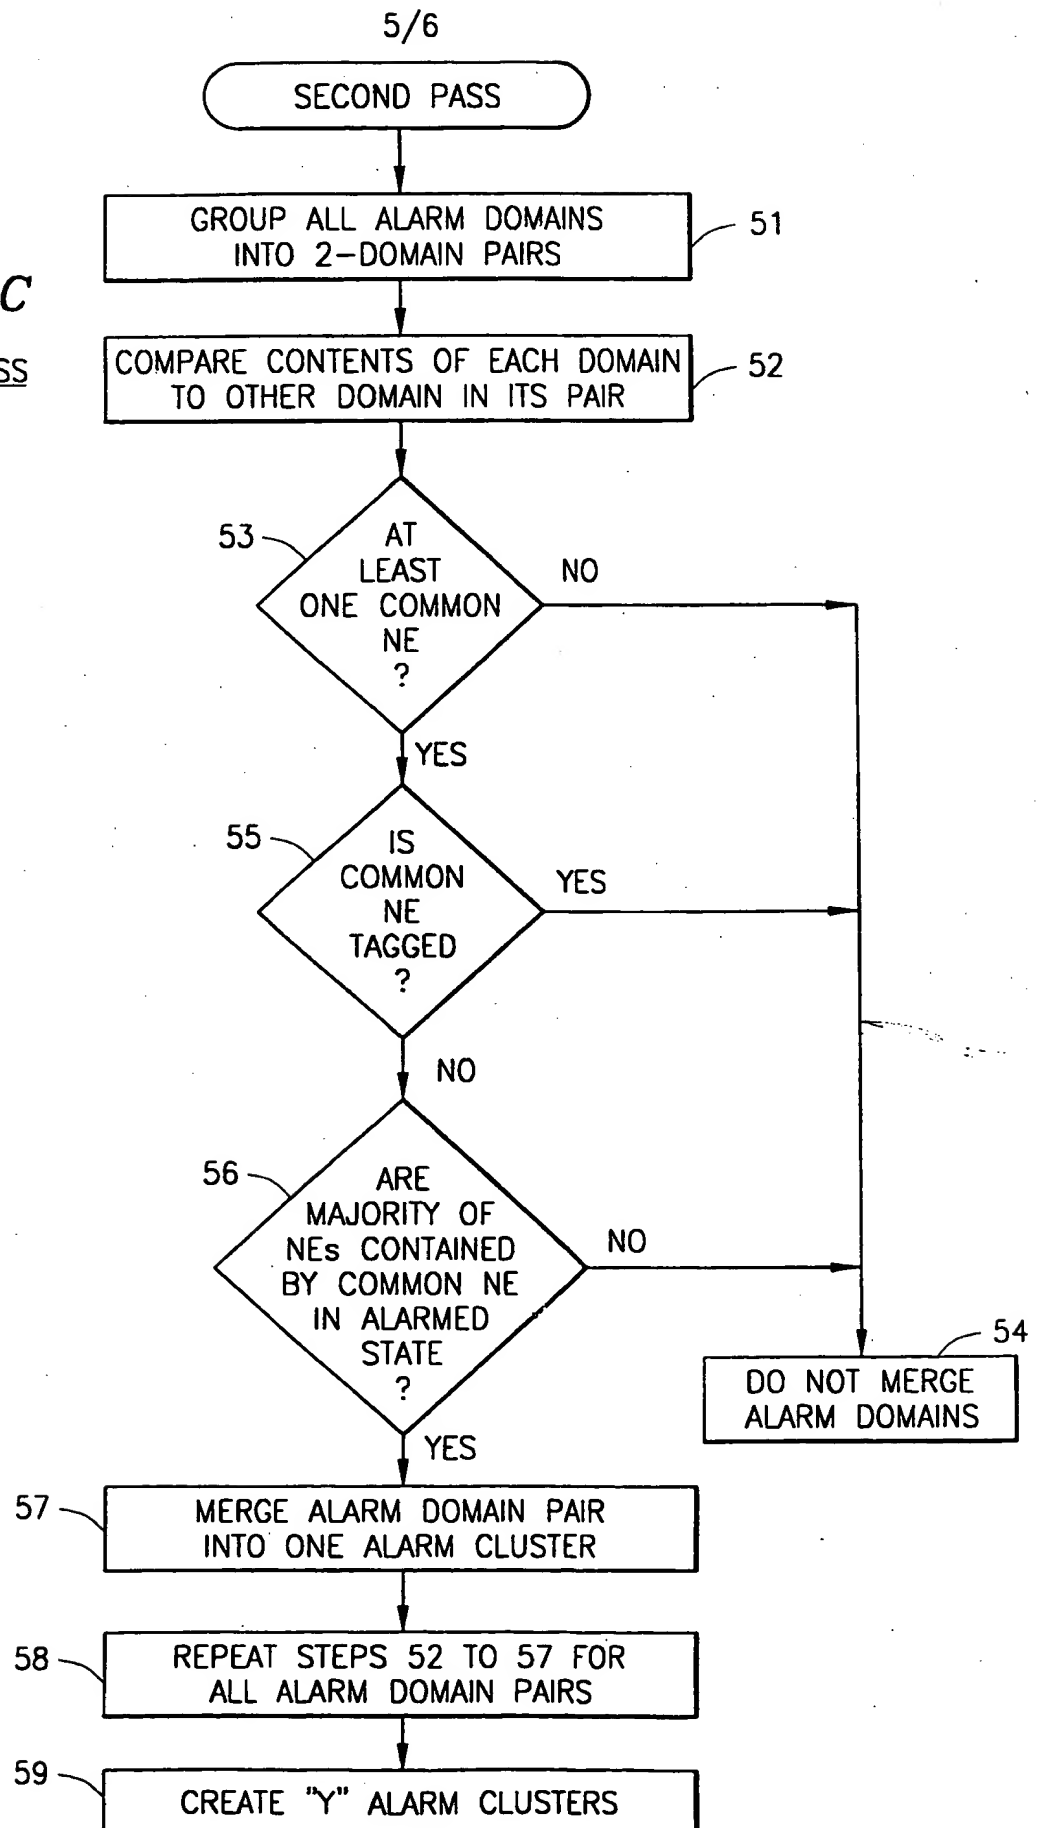 5/6
SECOND PASS
GROUP ALL ALARM DOMAINS
INTO 2-DOMAIN PAIRS
51
C
SS
COMPARE CONTENTS OF EACH DOMAIN
TO OTHER DOMAIN IN ITS PAIR
52
53
AT
LEAST
ONE COMMON
NE
?
NO
YES
55
IS
COMMON
NE
TAGGED
?
YES
NO
56
ARE
MAJORITY OF
NEs CONTAINED
BY COMMON NE
IN ALARMED
STATE
?
NO
54
DO NOT MERGE
ALARM DOMAINS
YES
57
MERGE ALARM DOMAIN PAIR
INTO ONE ALARM CLUSTER
58
REPEAT STEPS 52 TO 57 FOR
ALL ALARM DOMAIN PAIRS
59
CREATE "Y" ALARM CLUSTERS